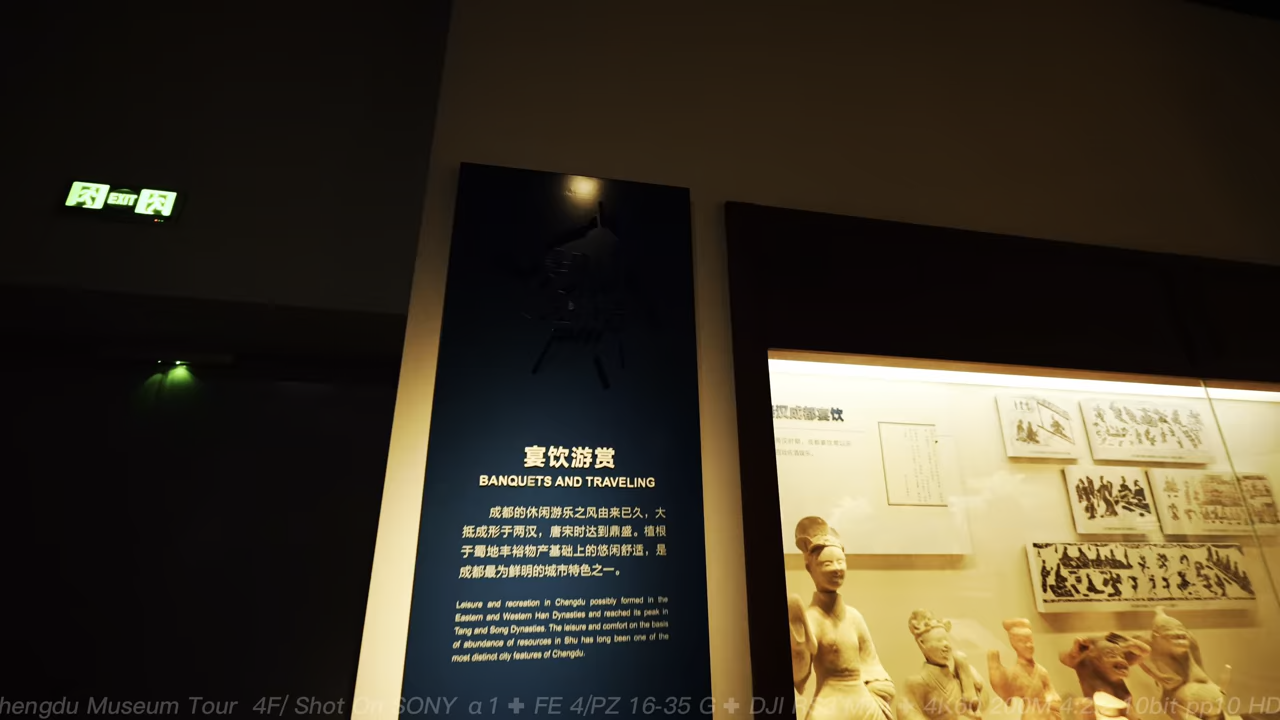 EXIT
宴饮游赏
BANQUETS AND TRAVELING
成都的休闲游乐之风由来已久，大
抵成形于两汉，唐宋时达到鼎盛。植根
于蜀地丰裕物产基础上的悠闲舒适，是
成都最为鲜明的城市特色之一。
Leisure and recreation in Chengdu possibly formed in the
Eastern and Western Han Dynasties and reached its peak in
Tang and Song Dynasties. The leisure and comfort on the basis
of abundance of resources in Shu has long been one of the
most distinct city features of Chengdu.
汉成都宴饮
hengdu Museum Tour 4F/ Shot On SONY α1 ✚ FE 4/PZ 16-35 G ✚ DJI 4K60 200M 4:2 10bit pp10 HD